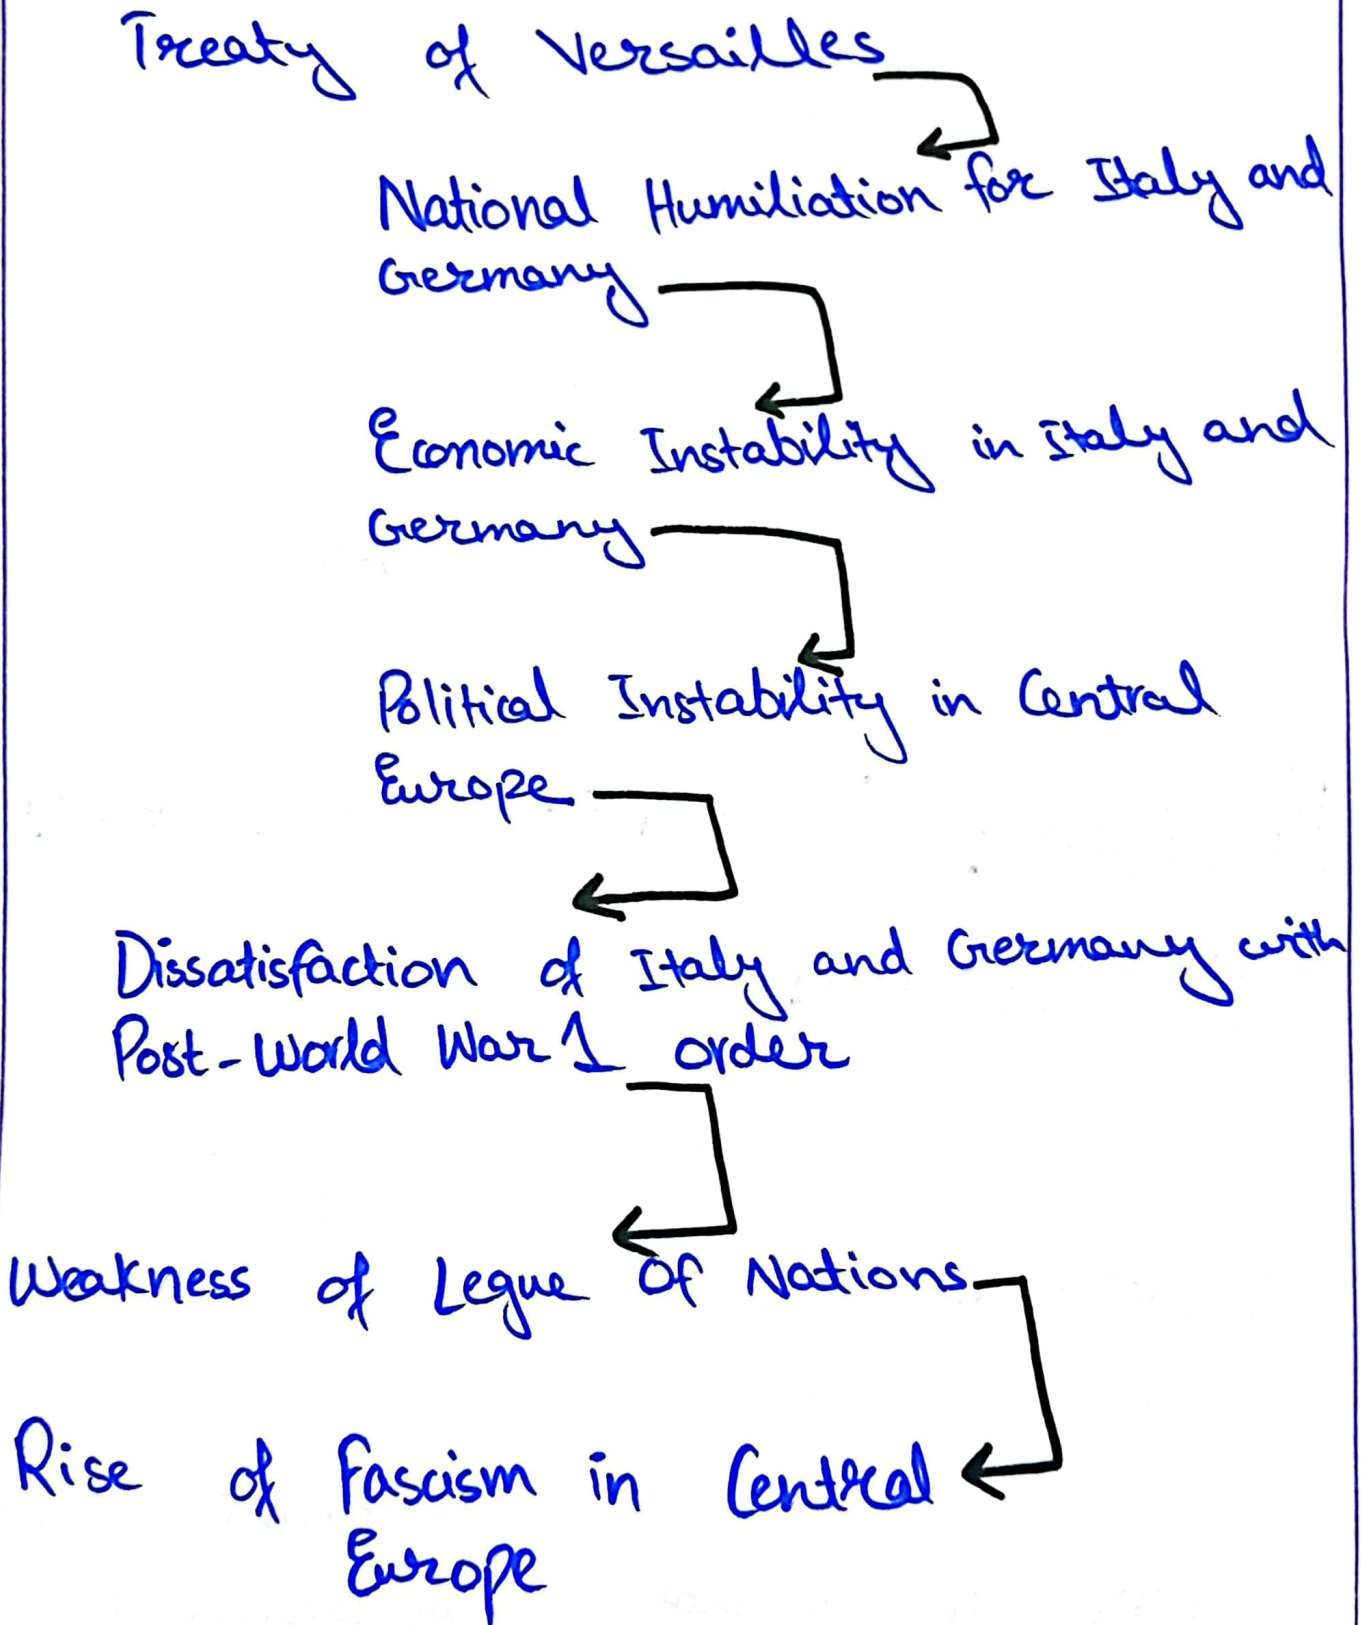 Treaty of Versailles
National Humiliation for Italy and
Germany
Economic Instability in Italy and
Germany
Political Instability in Central
Europe
Dissatisfaction of Italy and Germany with
Post-World War 1 order
Weakness of Legue Of Nations
Rise of Fascism in Central
Europe